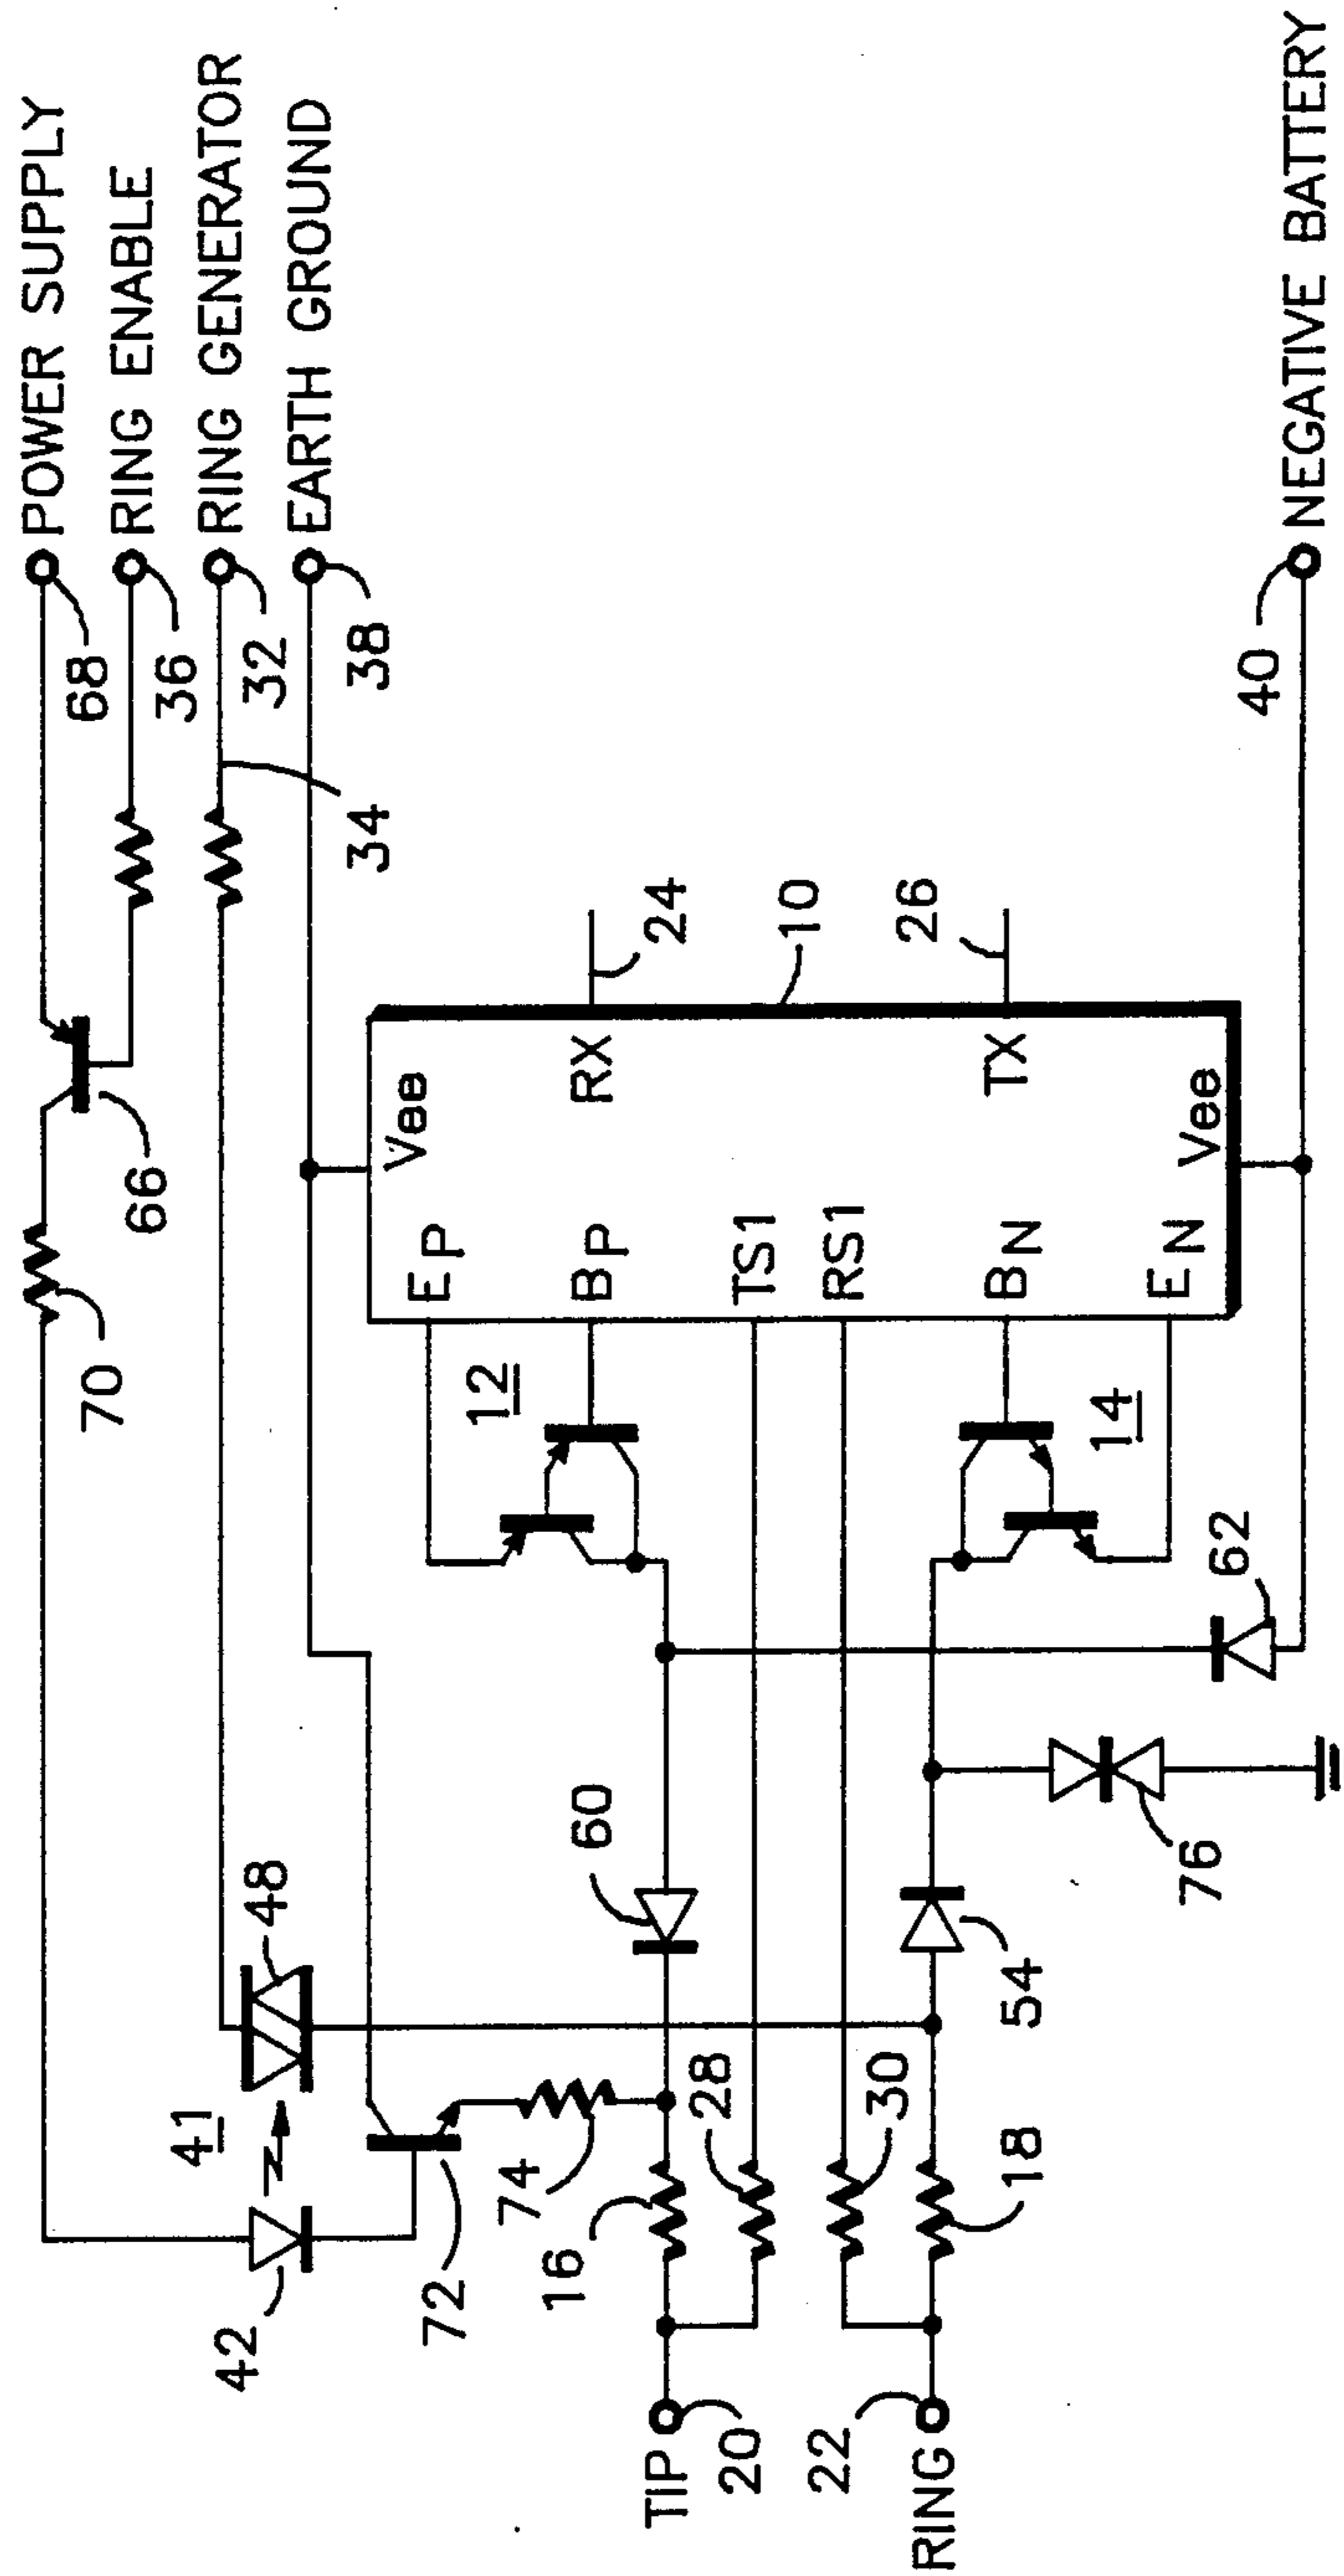 POWER SUPPLY
68
70
RING ENABLE
66
36
RING GENERATOR
41
48
32
42
EARTH GROUND
34
38
Vee
EP
72
12
74
16
60
BP
RX
24
TIP
28
20
TS1
10
22
RS1
30
26
RING
18
54
BN
TX
14
EN
Vee
76
62
40
NEGATIVE BATTERY